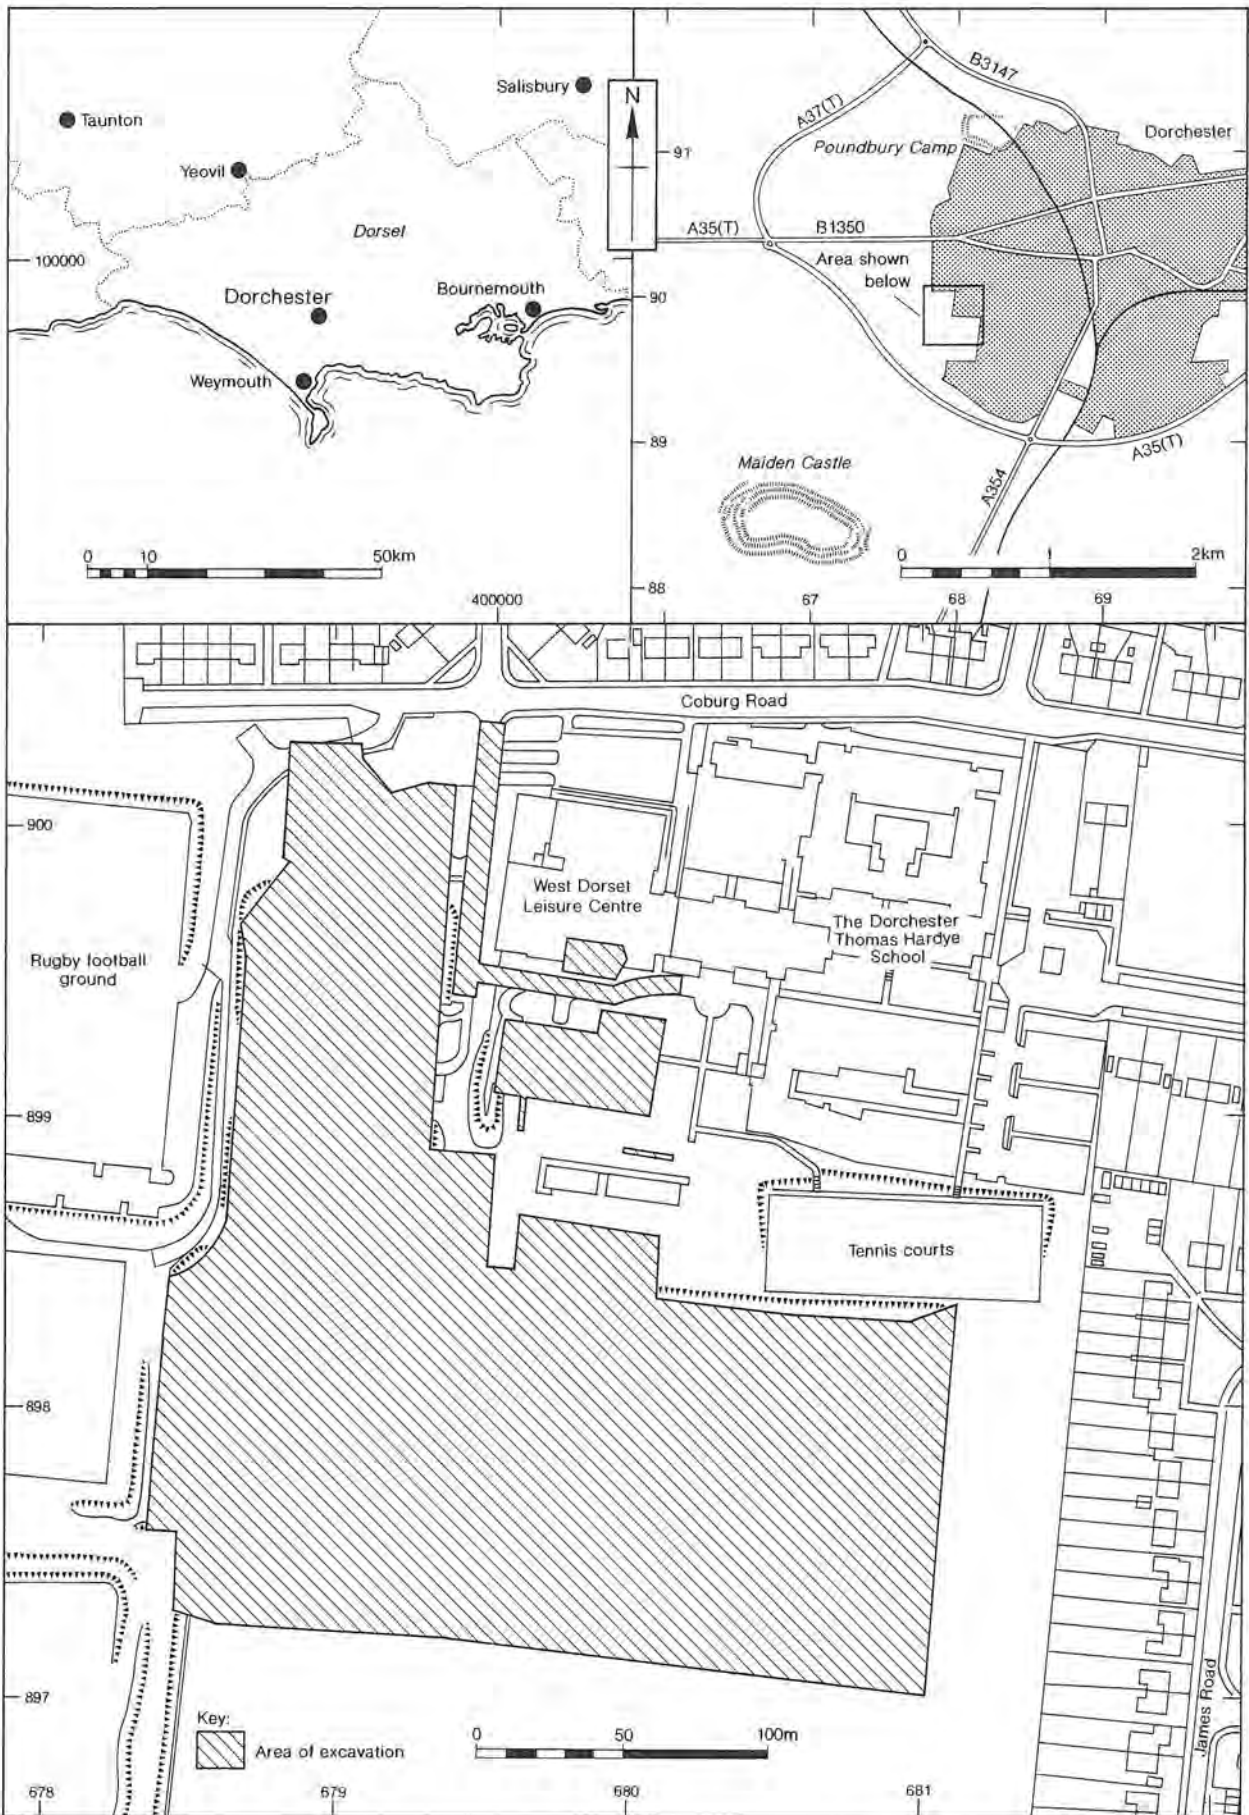 Salisbury
Taunton
Yeovil
Dorsel
100000
Dorchester
Bournemouth
Weymouth
0 10 50km
400000
N
B3147
A37(T)
91
Dorchester
Poundbury Camp
A35(T)
B1350
Area shown
below
90
89
A35(T)
Maiden Castle
A354
0 1 2km
88
67 68 69
Coburg Road
900
West Dorset
Leisure Centre
The Dorchester
Thomas Hardye
School
Rugby football
ground
899
Tennis courts
898
897
James Road
Key:
Area of excavation
0 50 100m
678 679 680 681